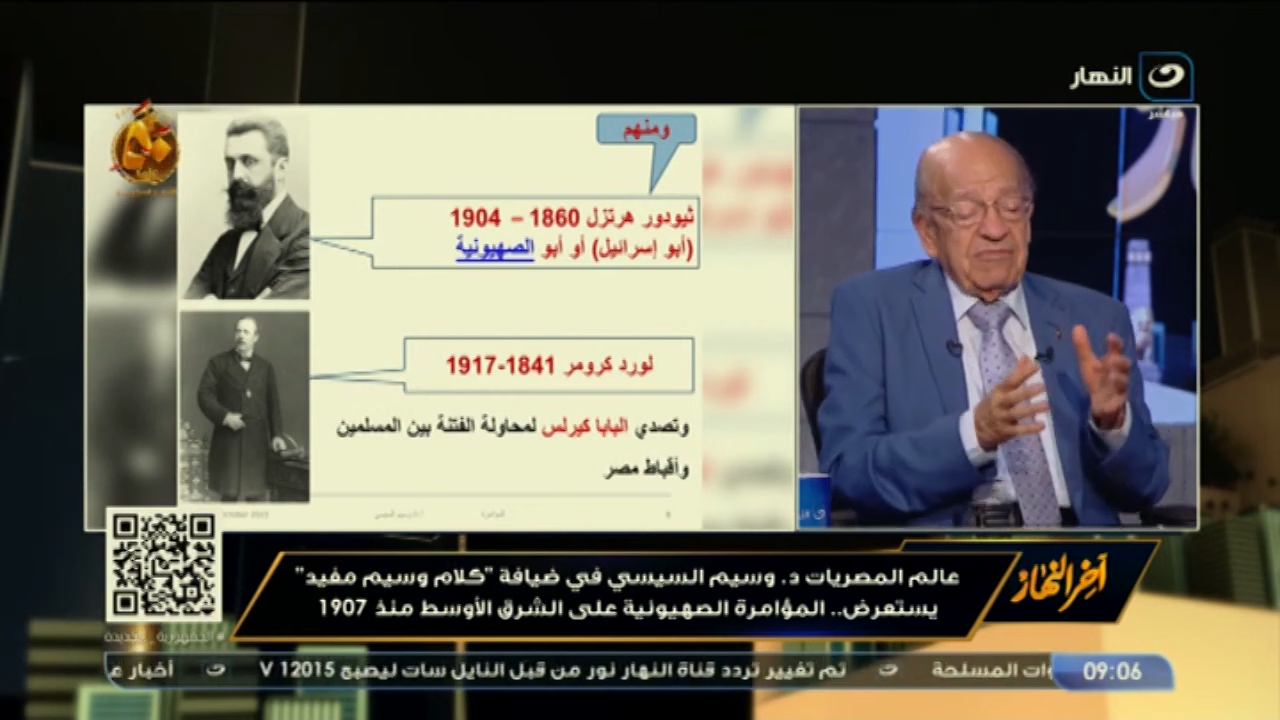 النهار
مباشر
ومنهم
ثيودور هرتزل 1860 – 1904
(أبو إسرائيل) أو أبو الصهيونية
لورد كرومر 1841-1917
وتصدي البابا كيرلس لمحاولة الفتنة بين المسلمين
وأقباط مصر
آخر النهار
عالم المصريات د. وسيم السيسي في ضيافة "كلام وسيم مفيد"
يستعرض.. المؤامرة الصهيونية على الشرق الأوسط منذ 1907
وات المسلحة
تم تغيير تردد قناة النهار نور من قبل النايل سات ليصبح 12015 V
أخبار ع
09:06